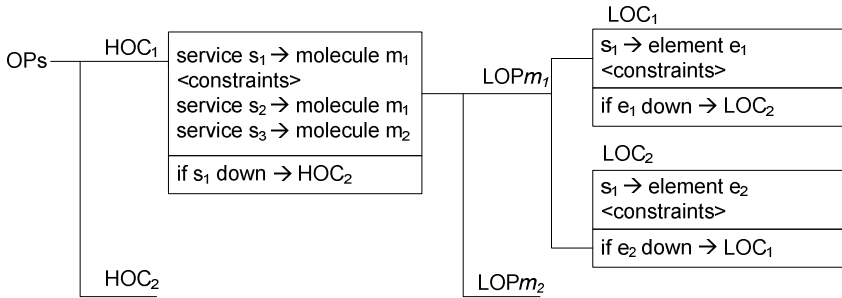 OPs
HOC₁
service s₁ → molecule m₁
<constraints>
service s₂ → molecule m₁
service s₃ → molecule m₂
if s₁ down → HOC₂
HOC₂
LOPm₁
LOPm₂
LOC₁
s₁ → element e₁
<constraints>
if e₁ down → LOC₂
LOC₂
s₁ → element e₂
<constraints>
if e₂ down → LOC₁